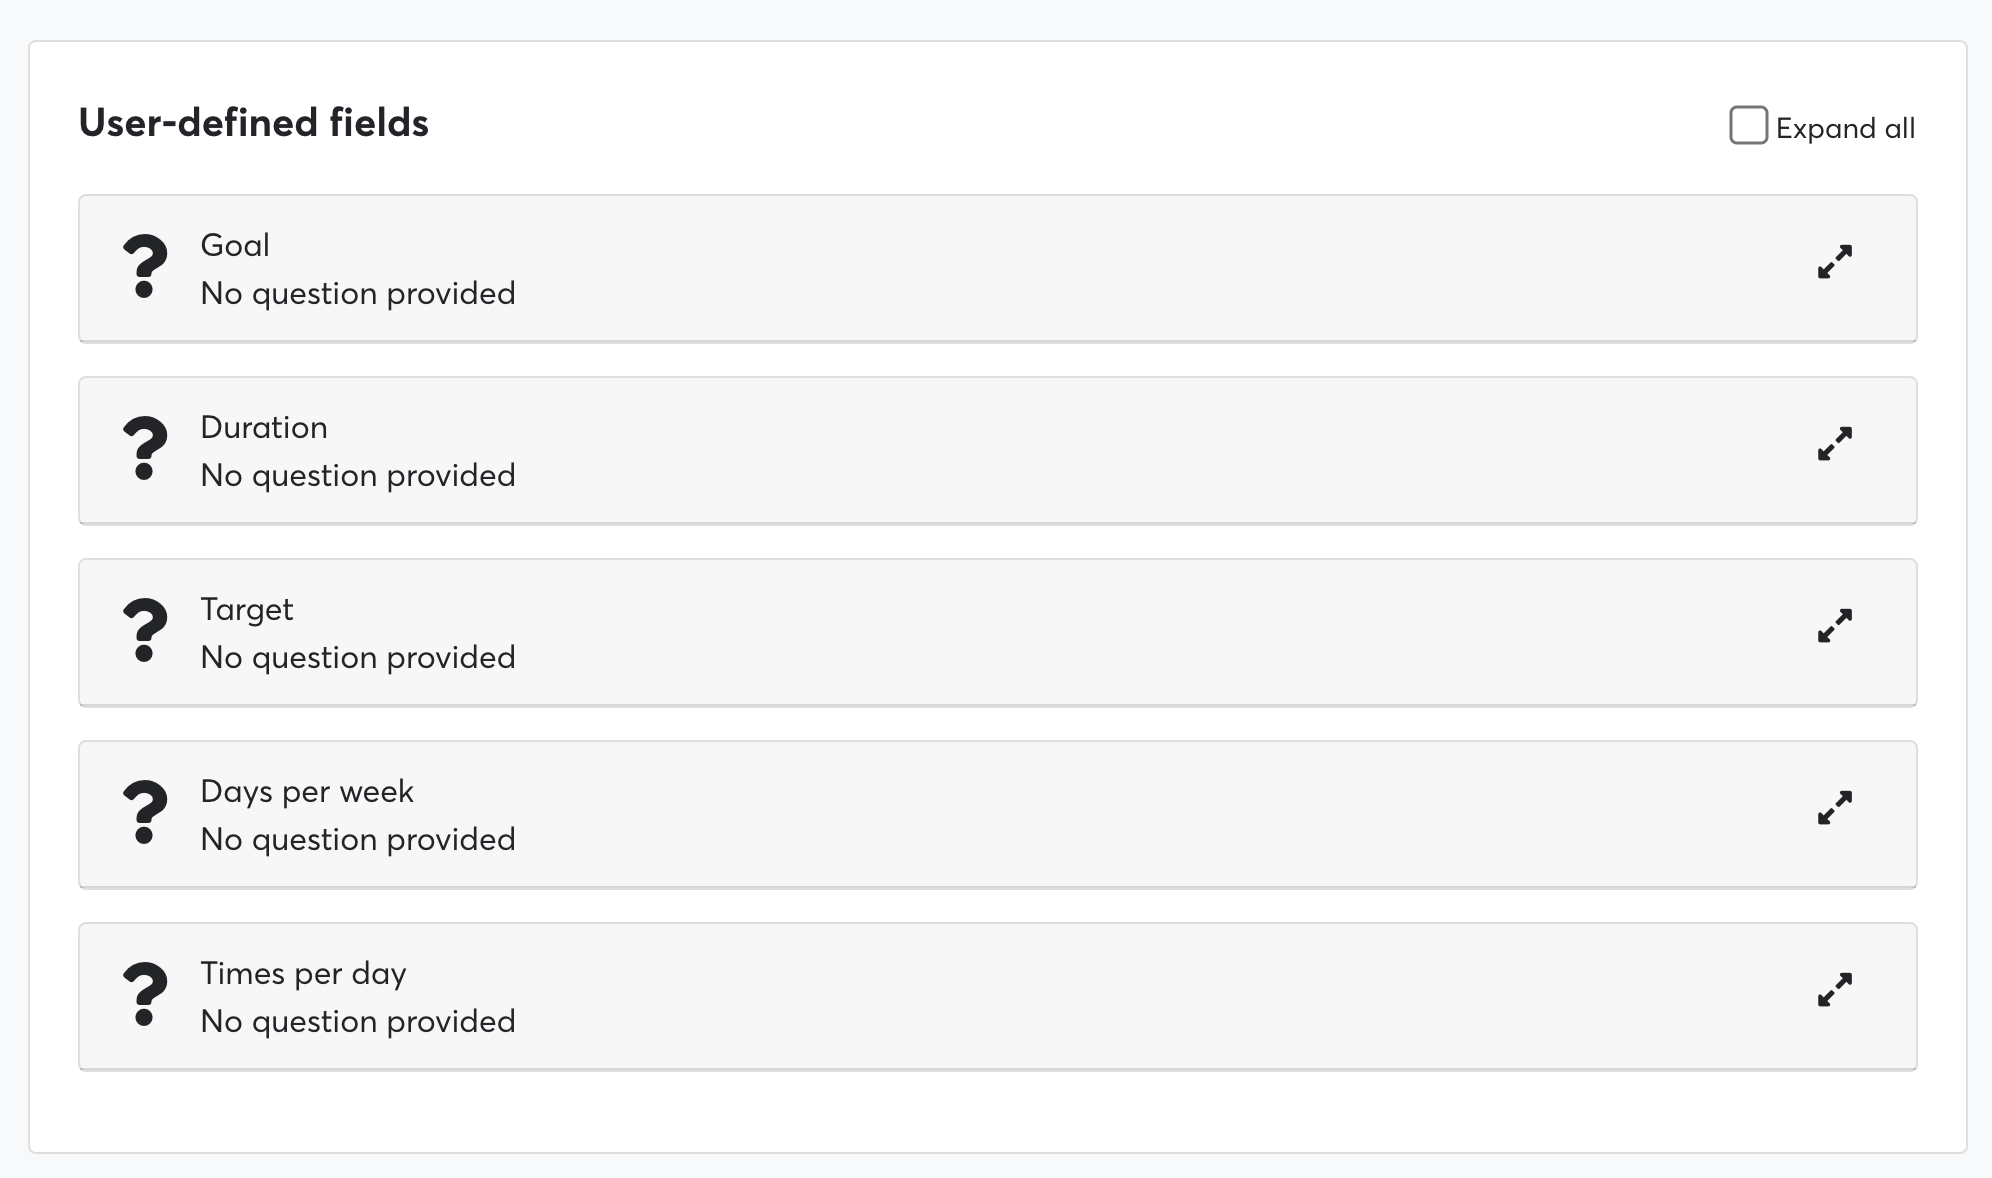 User-defined fields
Expand all
Goal
No question provided
Duration
No question provided
Target
No question provided
Days per week
No question provided
Times per day
No question provided